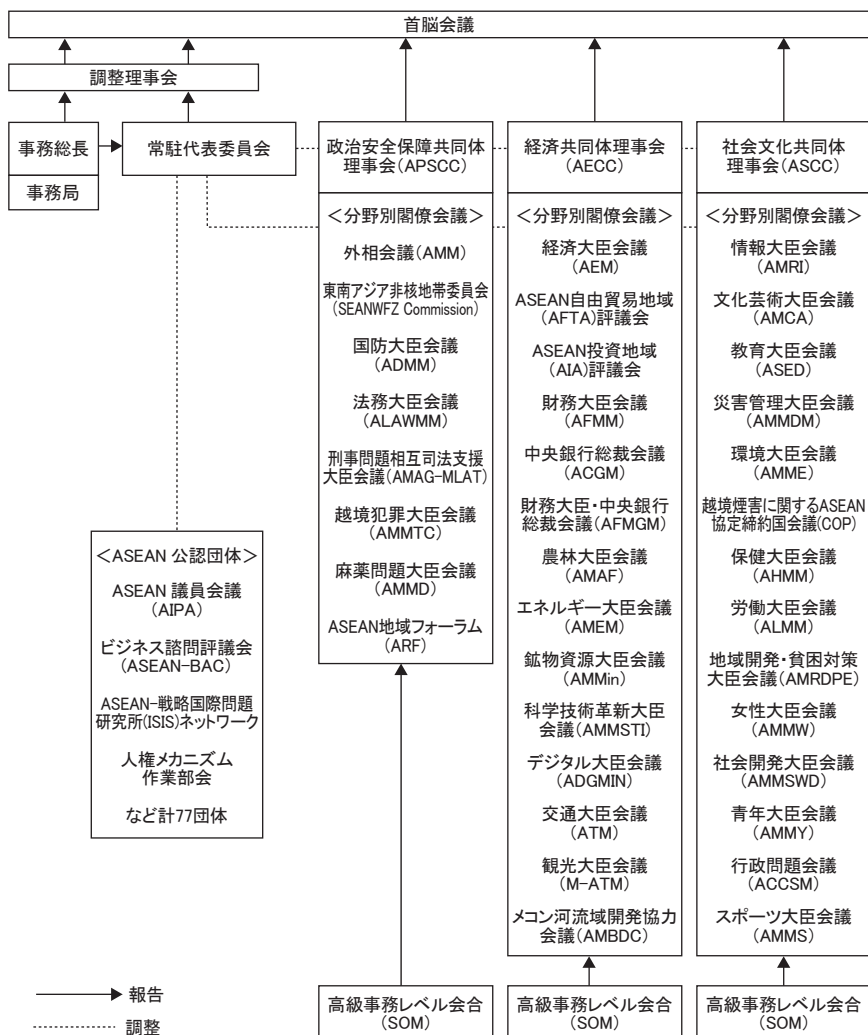 首脳会議
調整理事会
事務総長
事務局
常駐代表委員会
政治安全保障共同体
理事会(APSCC)
経済共同体理事会
(AECC)
社会文化共同体
理事会(ASCC)
<ASEAN 公認団体>
ASEAN 議員会議
(AIPA)
ビジネス諮問評議会
(ASEAN-BAC)
ASEAN-戦略国際問題
研究所(ISIS)ネットワーク
人権メカニズム
作業部会
など計77団体
<分野別閣僚会議>
外相会議(AMM)
東南アジア非核地帯委員会
(SEANWFZ Commission)
国防大臣会議
(ADMM)
法務大臣会議
(ALAWMM)
刑事問題相互司法支援
大臣会議(AMAG-MLAT)
越境犯罪大臣会議
(AMMTC)
麻薬問題大臣会議
(AMMD)
ASEAN地域フォーラム
(ARF)
<分野別閣僚会議>
経済大臣会議
(AEM)
ASEAN自由貿易地域
(AFTA)評議会
ASEAN投資地域
(AIA)評議会
財務大臣会議
(AFMM)
中央銀行総裁会議
(ACGM)
財務大臣・中央銀行
総裁会議(AFMGM)
農林大臣会議
(AMAF)
エネルギー大臣会議
(AMEM)
鉱物資源大臣会議
(AMMin)
科学技術革新大臣
会議(AMMSTI)
デジタル大臣会議
(ADGMIN)
交通大臣会議
(ATM)
観光大臣会議
(M-ATM)
メコン河流域開発協力
会議(AMBDC)
<分野別閣僚会議>
情報大臣会議
(AMRI)
文化芸術大臣会議
(AMCA)
教育大臣会議
(ASED)
災害管理大臣会議
(AMMDM)
環境大臣会議
(AMME)
越境煙害に関するASEAN
協定締約国会議(COP)
保健大臣会議
(AHMM)
労働大臣会議
(ALMM)
地域開発・貧困対策
大臣会議(AMRDPE)
女性大臣会議
(AMMW)
社会開発大臣会議
(AMMSWD)
青年大臣会議
(AMMY)
行政問題会議
(ACCSM)
スポーツ大臣会議
(AMMS)
高級事務レベル会合
(SOM)
高級事務レベル会合
(SOM)
高級事務レベル会合
(SOM)
報告
調整